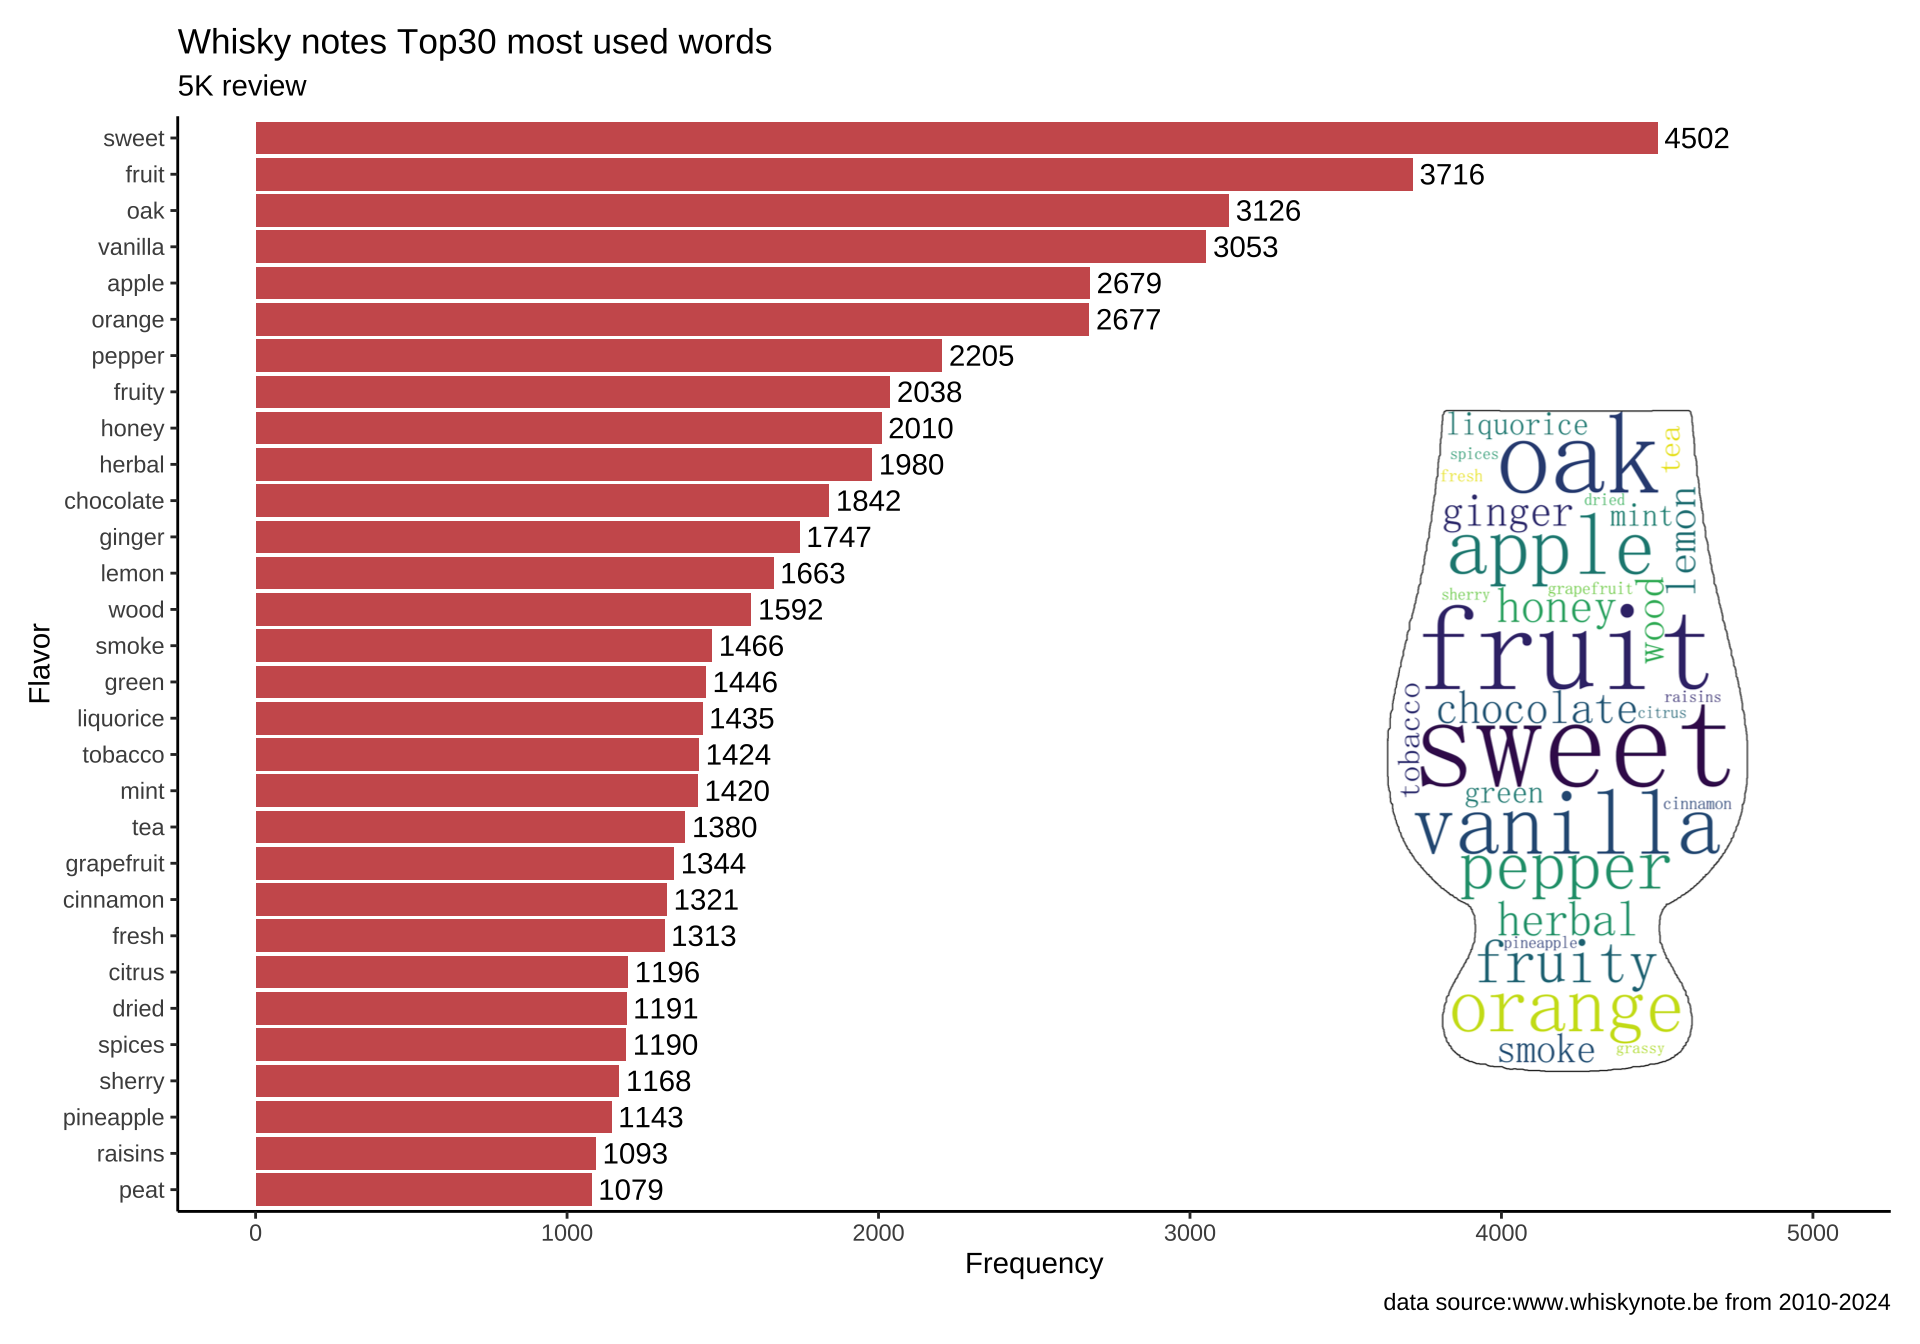 Whisky notes Top30 most used words
5K review
Flavor
sweet 4502
fruit 3716
oak 3126
vanilla 3053
apple 2679
orange 2677
pepper 2205
fruity 2038
honey 2010
herbal 1980
chocolate 1842
ginger 1747
lemon 1663
wood 1592
smoke 1466
green 1446
liquorice 1435
tobacco 1424
mint 1420
tea 1380
grapefruit 1344
cinnamon 1321
fresh 1313
citrus 1196
dried 1191
spices 1190
sherry 1168
pineapple 1143
raisins 1093
peat 1079
0 1000 2000 3000 4000 5000
Frequency
liquorice
oak
tea
spices
fresh
dried
ginger
mint
lemon
apple
sherry
grapefruit
honey
wood
fruit
raisins
tobacco
chocolate
citrus
sweet
green
cinnamon
vanilla
pepper
herbal
pineapple
fruity
orange
smoke
grassy
data source:www.whiskynote.be from 2010-2024